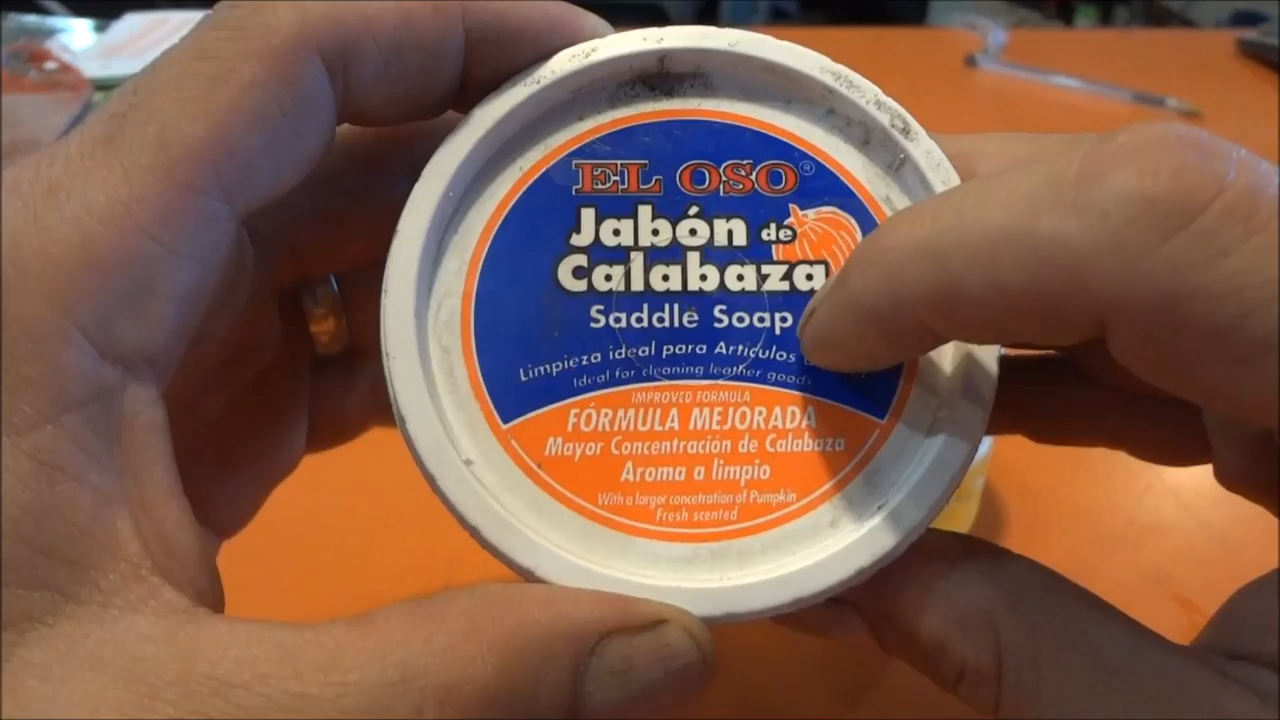 EL OSO®
Jabón de
Calabaza
Saddle Soap
Limpieza ideal para Artículos
Ideal for cleaning leather goods
IMPROVED FORMULA
FÓRMULA MEJORADA
Mayor Concentración de Calabaza
Aroma a limpio
With a larger concetration of Pumpkin
Fresh scented